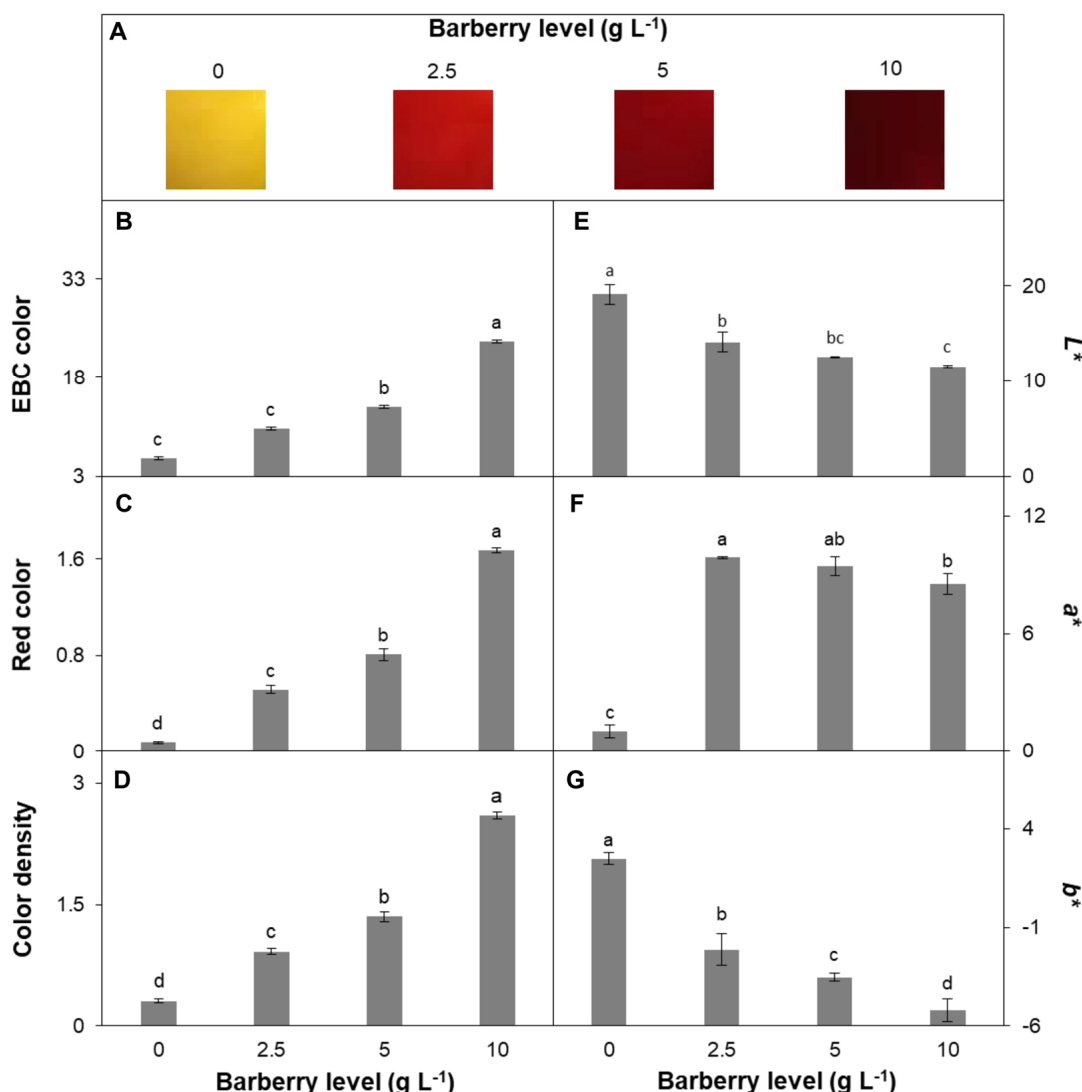 A
Barberry level (g L⁻¹)
0 2.5 5 10
B
EBC color
33
18
3
c c b a
E
L*
20
10
0
a b bc c
C
Red color
1.6
0.8
0
d c b a
F
a*
12
6
0
c a ab b
D
Color density
3
1.5
0
d c b a
0 2.5 5 10
Barberry level (g L⁻¹)
G
b*
4
-1
-6
a b c d
0 2.5 5 10
Barberry level (g L⁻¹)